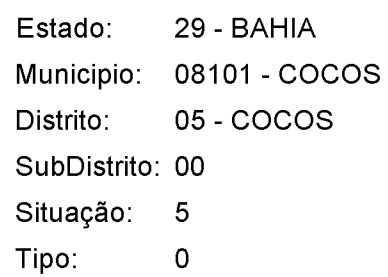 Estado: 29 - BAHIA
Municipio: 08101 - COCOS
Distrito: 05 - COCOS
SubDistrito: 00
Situação: 5
Tipo: 0